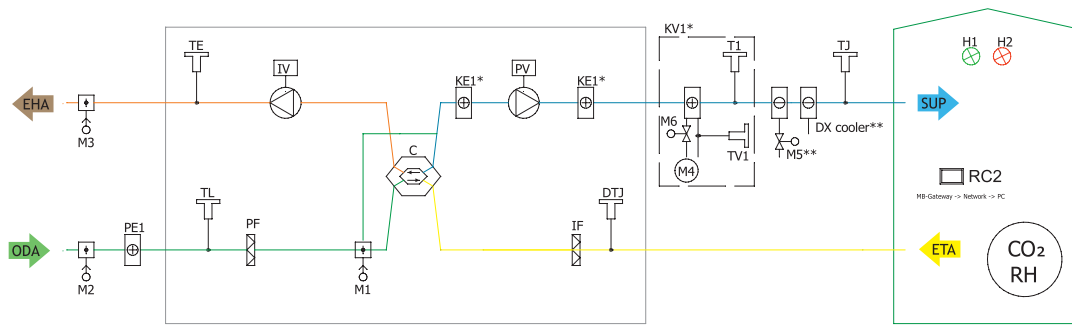 KV1*
H1 H2
TE T1 TJ
IV KE1* PV KE1*
EHA SUP
M6 DX cooler**
M3 C TV1 M5**
M4
RC2
TL DTJ
MB-Gateway -> Network -> PC
PE1 PF IF
ODA ETA
CO₂
RH
M2 M1